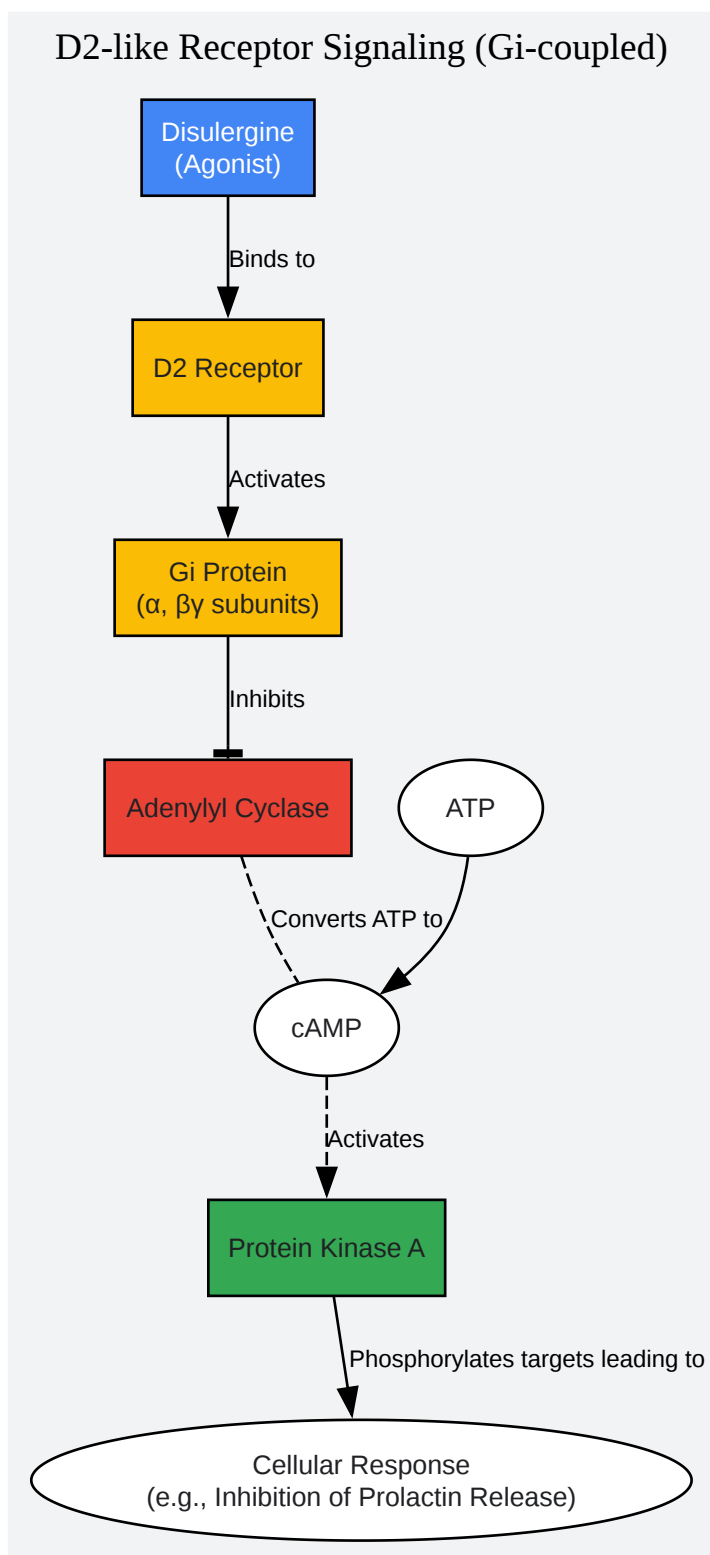 D2-like Receptor Signaling (Gi-coupled)
Disulergine
(Agonist)
Binds to
D2 Receptor
Activates
Gi Protein
(α, βγ subunits)
Inhibits
Adenylyl Cyclase
ATP
Converts ATP to
cAMP
Activates
Protein Kinase A
Phosphorylates targets leading to
Cellular Response
(e.g., Inhibition of Prolactin Release)